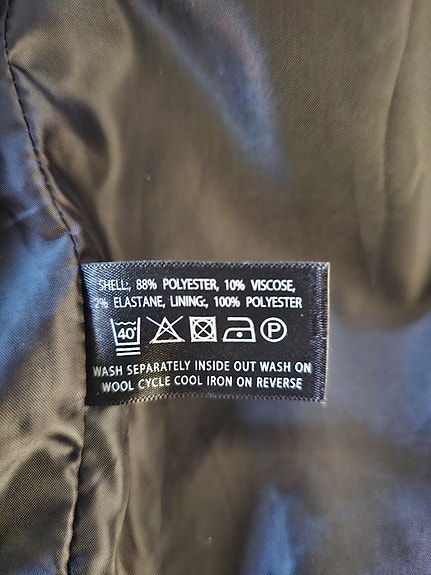 SHELL:, 88% POLYESTER, 10% VISCOSE,
2% ELASTANE, LINING:, 100% POLYESTER
40° P
WASH SEPARATELY INSIDE OUT WASH ON
WOOL CYCLE COOL IRON ON REVERSE